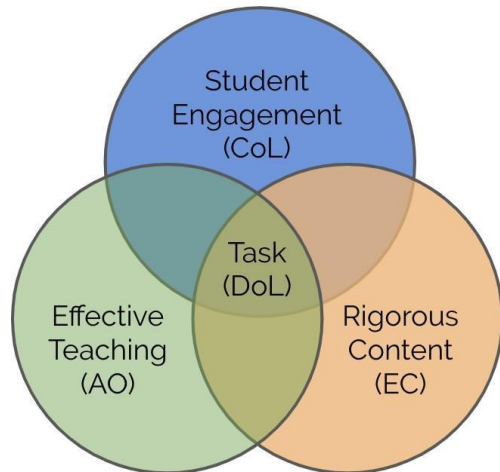 Student
Engagement
(CoL)
Task
(DoL)
Effective
Teaching
(AO)
Rigorous
Content
(EC)